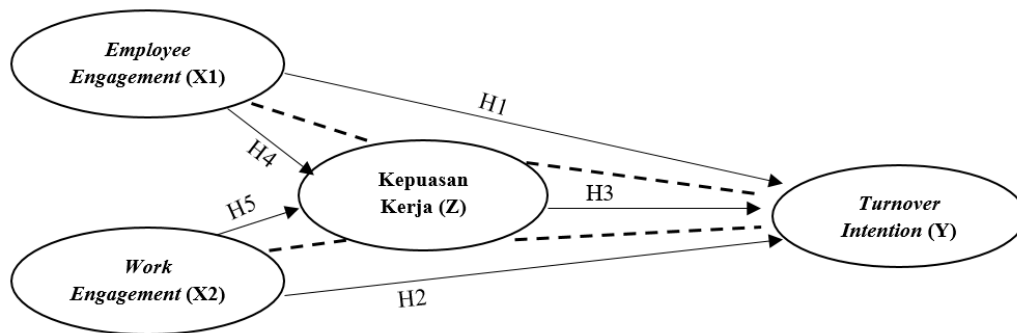 Employee
Engagement (X1)
H1
H4
Kepuasan
Kerja (Z)
H3
H5
Turnover
Intention (Y)
Work
Engagement (X2)
H2